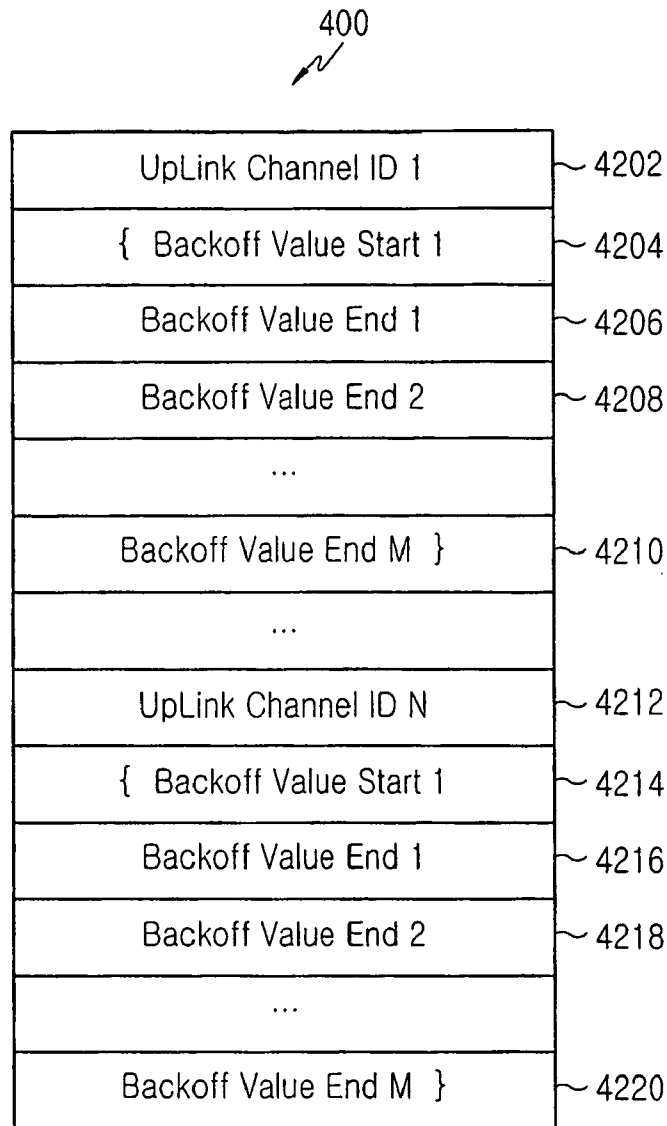 400
UpLink Channel ID 1 4202
{ Backoff Value Start 1 4204
Backoff Value End 1 4206
Backoff Value End 2 4208
...
Backoff Value End M } 4210
...
UpLink Channel ID N 4212
{ Backoff Value Start 1 4214
Backoff Value End 1 4216
Backoff Value End 2 4218
...
Backoff Value End M } 4220